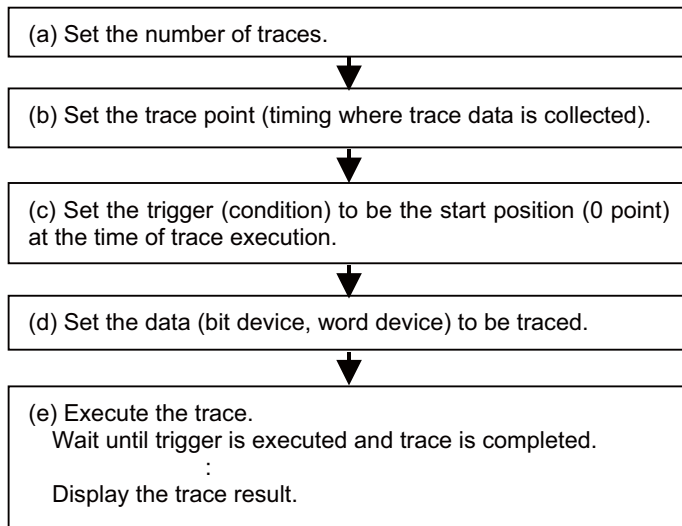 (a) Set the number of traces.
(b) Set the trace point (timing where trace data is collected).
(c) Set the trigger (condition) to be the start position (0 point)
at the time of trace execution.
(d) Set the data (bit device, word device) to be traced.
(e) Execute the trace.
Wait until trigger is executed and trace is completed.
:
Display the trace result.